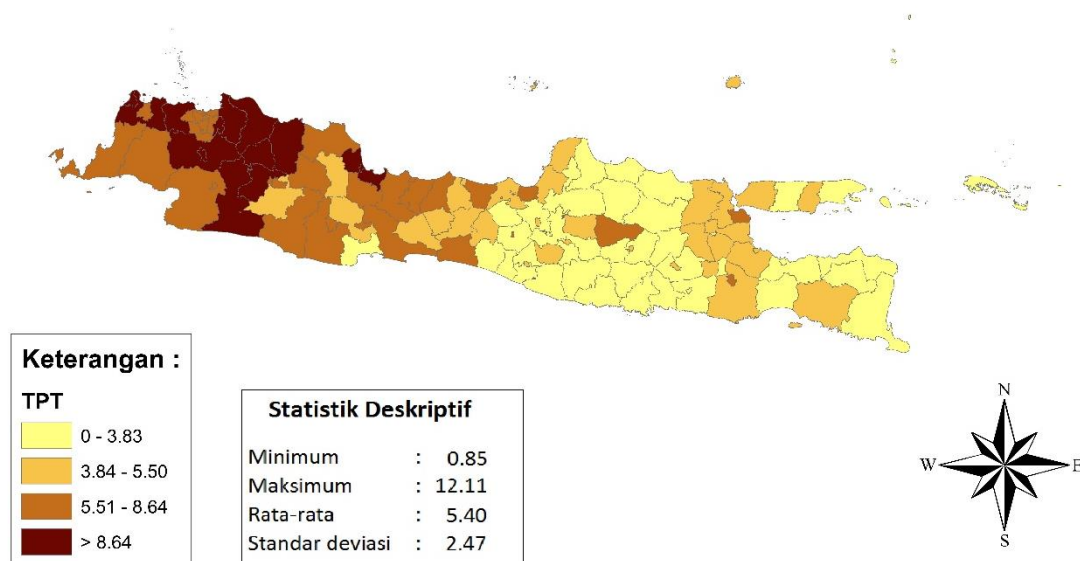 Keterangan :
TPT
0 - 3.83
3.84 - 5.50
5.51 - 8.64
> 8.64
Statistik Deskriptif
Minimum : 0.85
Maksimum : 12.11
Rata-rata : 5.40
Standar deviasi : 2.47
N
W E
S